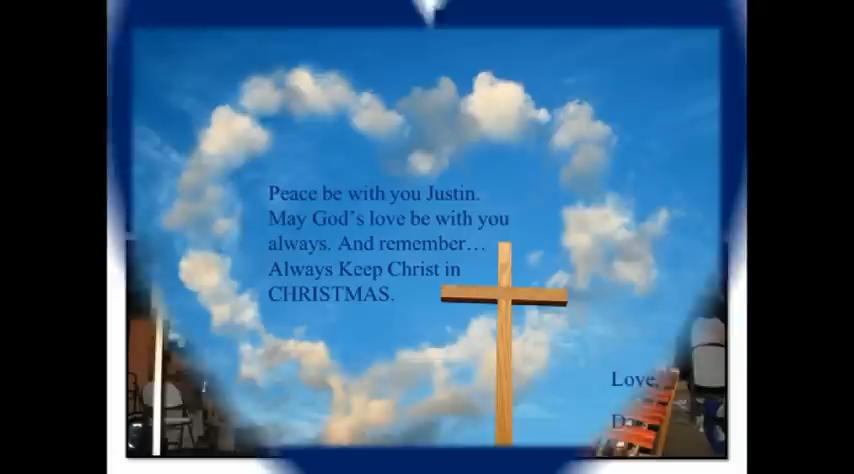 Peace be with you Justin.
May God's love be with you
always. And remember…
Always Keep Christ in
CHRISTMAS.
Love,